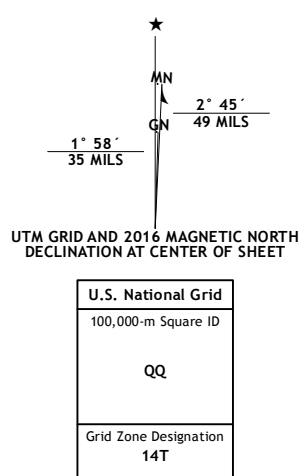 ★
MN
GN
2° 45´
49 MILS
1° 58´
35 MILS
UTM GRID AND 2016 MAGNETIC NORTH
DECLINATION AT CENTER OF SHEET
U.S. National Grid
100,000-m Square ID
QQ
Grid Zone Designation
14T